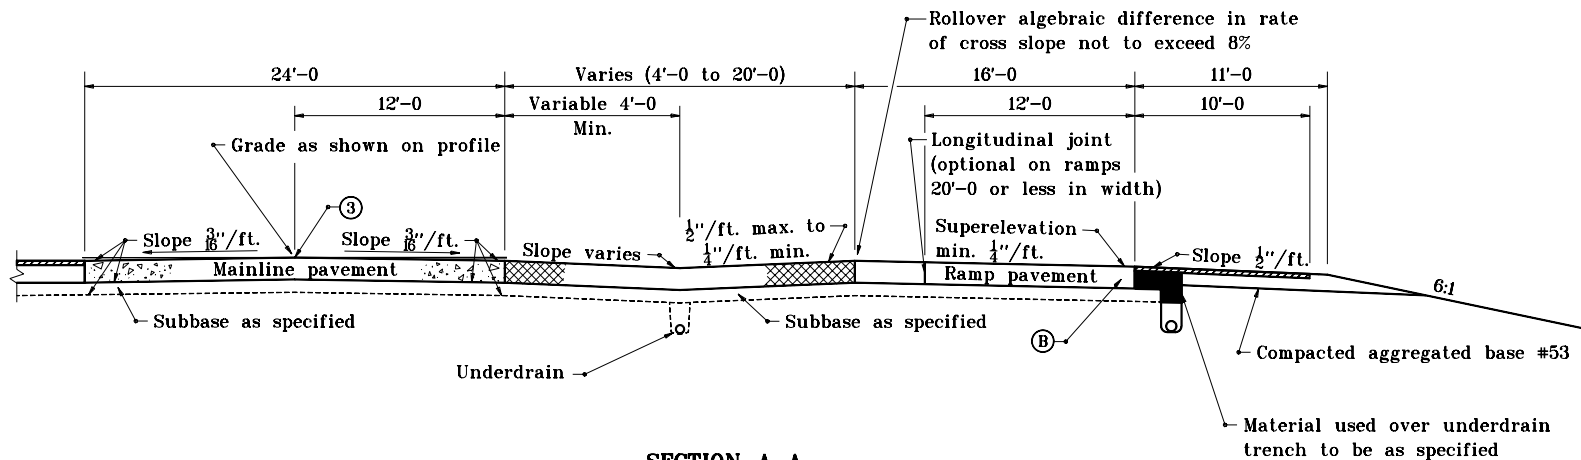 Rollover algebraic difference in rate
of cross slope not to exceed 8%
24'-0
Varies (4'-0 to 20'-0)
16'-0
11'-0
12'-0
Variable 4'-0
Min.
12'-0
10'-0
Grade as shown on profile
Longitudinal joint
(optional on ramps
20'-0 or less in width)
3
Slope 3/16"/ft.
Slope 3/16"/ft.
Slope varies
1/2"/ft. max. to
1/4"/ft. min.
Superelevation
min. 1/4"/ft.
Slope 1/2"/ft.
Mainline pavement
Ramp pavement
6:1
Subbase as specified
Subbase as specified
B
Compacted aggregated base #53
Underdrain
Material used over underdrain
trench to be as specified
SECTION A-A